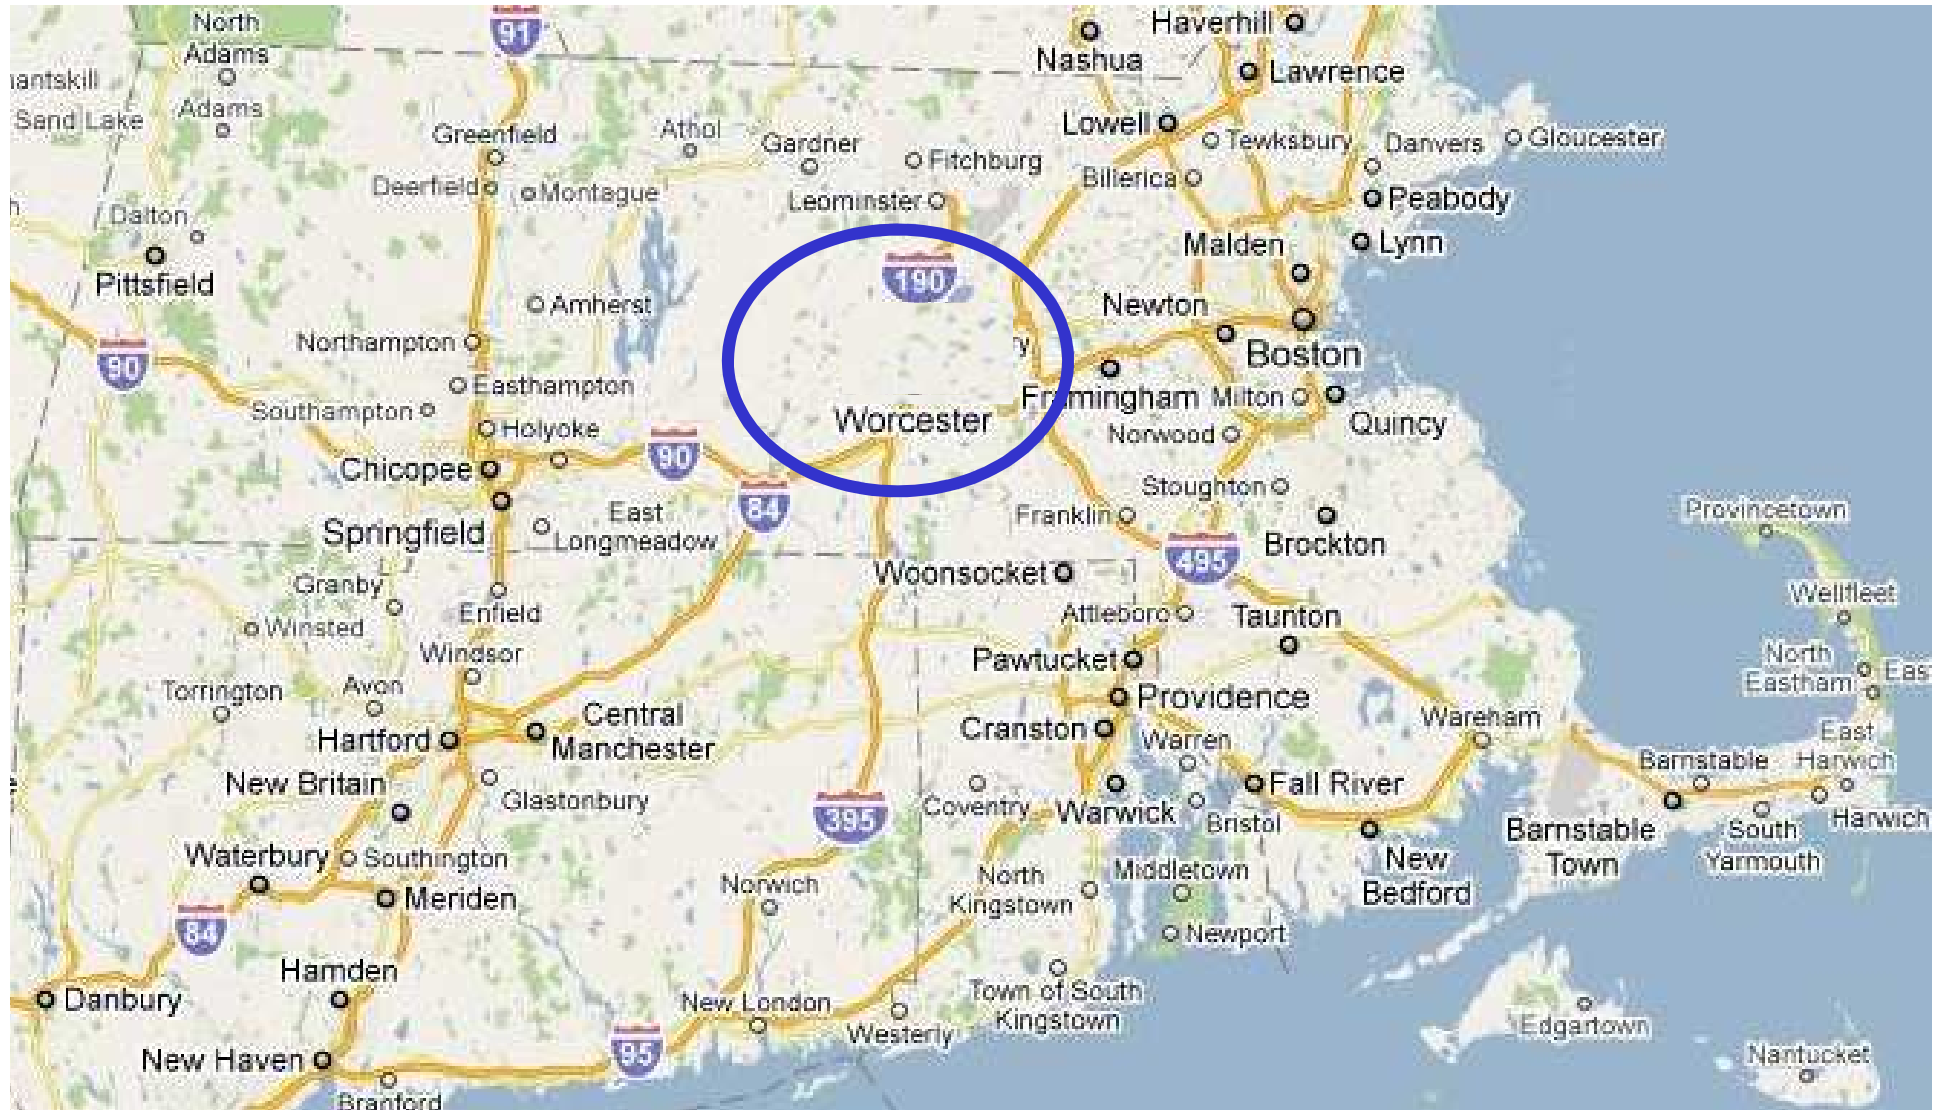 North
Adams
91
Haverhill
Nashua
Lawrence
antskill
Sand Lake
Adams
Greenfield
Athol
Gardner
Fitchburg
Lowell
Tewksbury
Danvers
Gloucester
Deerfield
Montague
Leominster
Billerica
Peabody
Dalton
Pittsfield
Malden
Lynn
190
Amherst
Newton
Northampton
Boston
90
Easthampton
Southampton
Framingham
Milton
Quincy
Holyoke
Worcester
Norwood
Chicopee
90
84
Stoughton
Springfield
East
Longmeadow
Franklin
Brockton
Provincetown
495
Granby
Enfield
Woonsocket
Attleboro
Taunton
Wellfleet
Winsted
Windsor
Pawtucket
North
Eastham
Eas
Torrington
Avon
Central
Manchester
Providence
Hartford
Cranston
Warren
Wareham
East
Harwich
New Britain
Glastonbury
395
Coventry
Warwick
Bristol
Fall River
Barnstable
Barnstable
Town
South
Yarmouth
Harwich
Waterbury
Southington
Meriden
Norwich
North
Kingstown
Middletown
New
Bedford
84
Newport
Hamden
Danbury
New London
Westerly
Town of South
Kingstown
Edgartown
New Haven
95
Nantucket
Branford